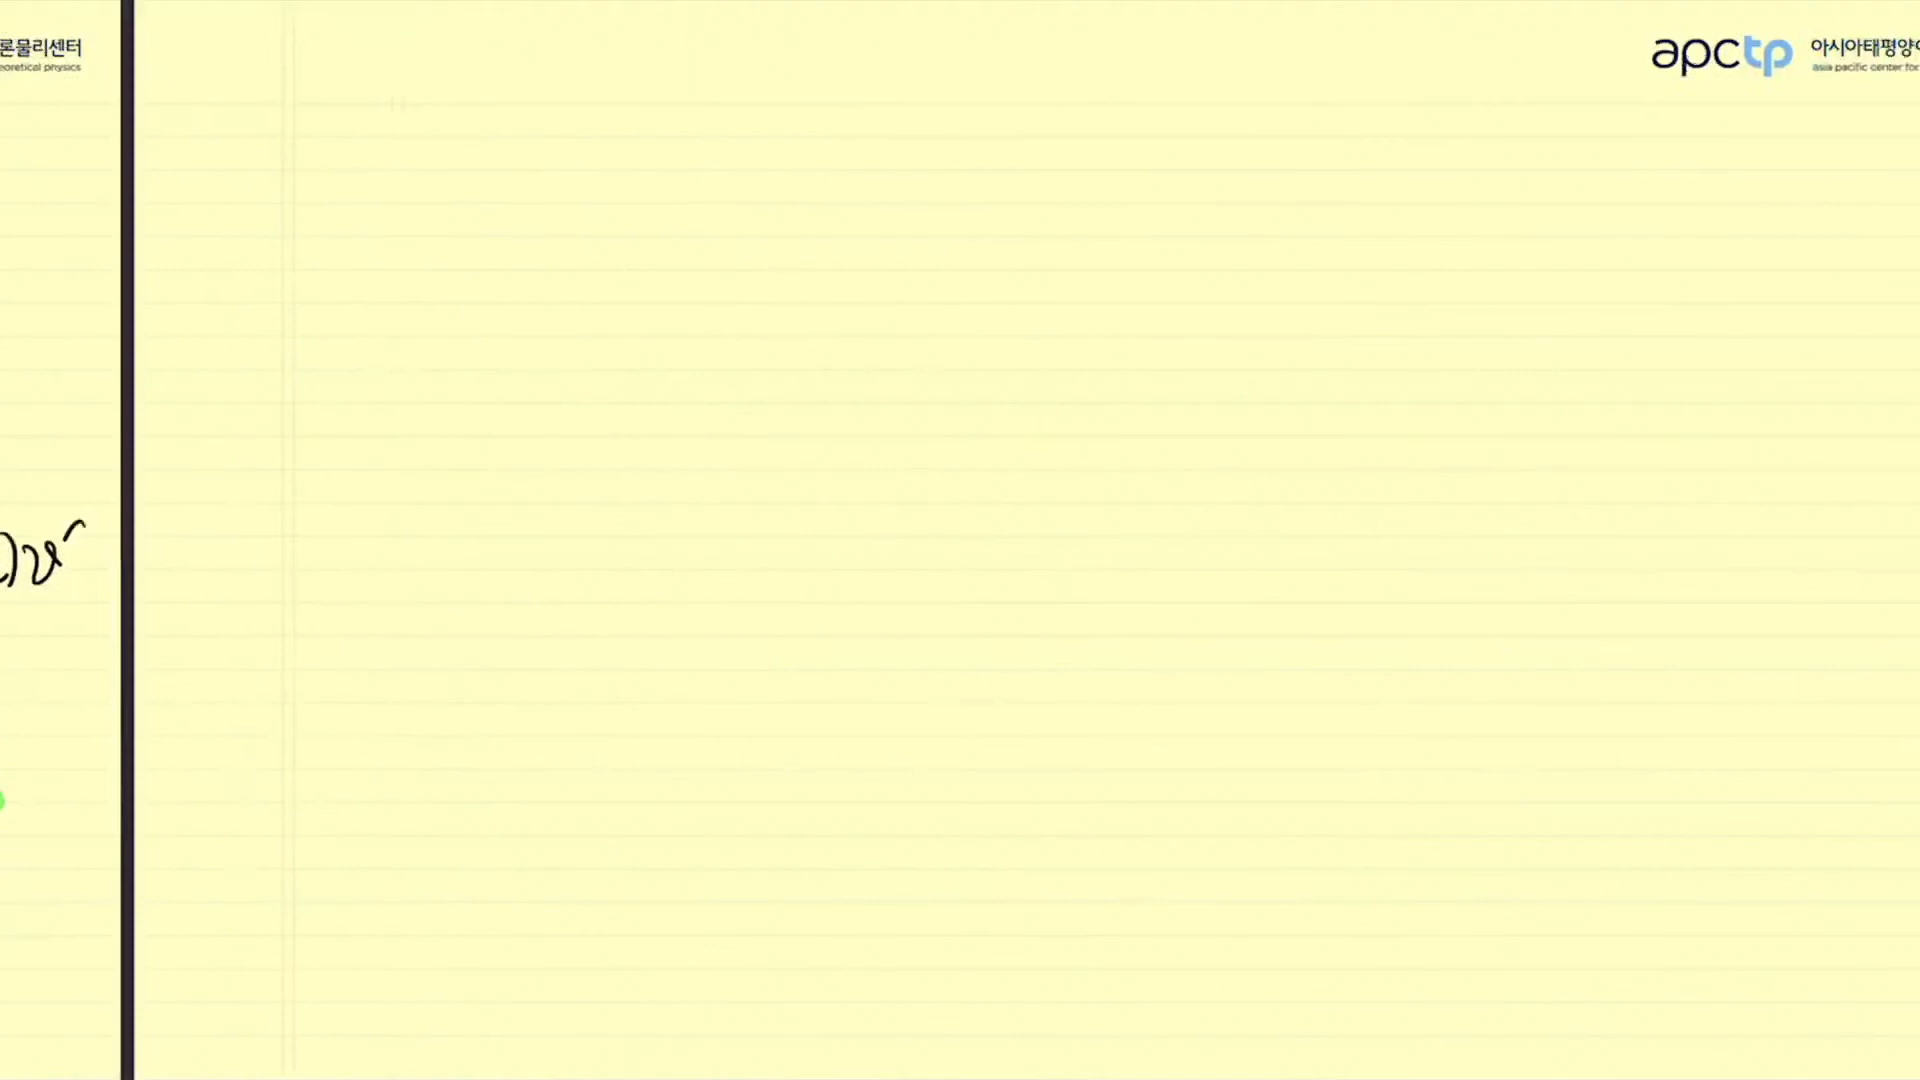 론물리센터
eoretical physics
apctp
아시아태평양
asia pacific center for